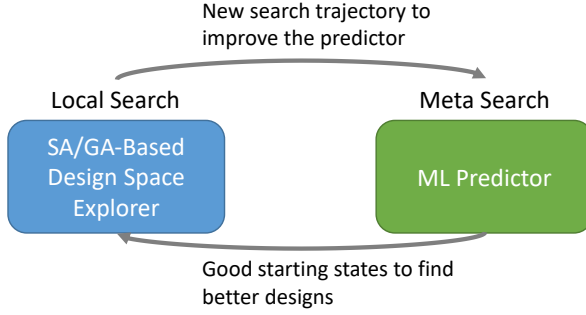 New search trajectory to
improve the predictor
Local Search
Meta Search
SA/GA-Based
Design Space
Explorer
ML Predictor
Good starting states to find
better designs